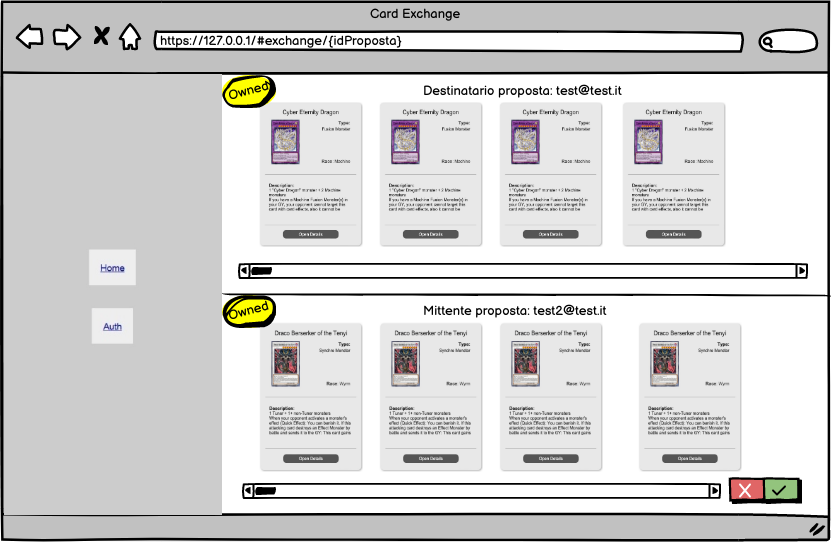 Card Exchange
https://127.0.0.1/#exchange/{idProposta}
Home
Auth
Owned
Destinatario proposta: test@test.it
Cyber Eternity Dragon
Type:
Fusion Monster
Race: Machine
Description:
1 "Cyber Dragon" monster + 2 Machine
monsters
If you have a Machine Fusion Monster(s) in
your GY, your opponent cannot target this
card with card effects, also it cannot be
Open Details
Cyber Eternity Dragon
Type:
Fusion Monster
Race: Machine
Description:
1 "Cyber Dragon" monster + 2 Machine
monsters
If you have a Machine Fusion Monster(s) in
your GY, your opponent cannot target this
card with card effects, also it cannot be
Open Details
Cyber Eternity Dragon
Type:
Fusion Monster
Race: Machine
Description:
1 "Cyber Dragon" monster + 2 Machine
monsters
If you have a Machine Fusion Monster(s) in
your GY, your opponent cannot target this
card with card effects, also it cannot be
Open Details
Cyber Eternity Dragon
Type:
Fusion Monster
Race: Machine
Description:
1 "Cyber Dragon" monster + 2 Machine
monsters
If you have a Machine Fusion Monster(s) in
your GY, your opponent cannot target this
card with card effects, also it cannot be
Open Details
Owned
Mittente proposta: test2@test.it
Draco Berserker of the Tenyi
Type:
Synchro Monster
Race: Wyrm
Description:
1 Tuner + 1+ non-Tuner monsters
When your opponent activates a monster's
effect (Quick Effect): You can banish it. If this
attacking card destroys an Effect Monster by
battle and sends it to the GY: This card gains
Open Details
Draco Berserker of the Tenyi
Type:
Synchro Monster
Race: Wyrm
Description:
1 Tuner + 1+ non-Tuner monsters
When your opponent activates a monster's
effect (Quick Effect): You can banish it. If this
attacking card destroys an Effect Monster by
battle and sends it to the GY: This card gains
Open Details
Draco Berserker of the Tenyi
Type:
Synchro Monster
Race: Wyrm
Description:
1 Tuner + 1+ non-Tuner monsters
When your opponent activates a monster's
effect (Quick Effect): You can banish it. If this
attacking card destroys an Effect Monster by
battle and sends it to the GY: This card gains
Open Details
Draco Berserker of the Tenyi
Type:
Synchro Monster
Race: Wyrm
Description:
1 Tuner + 1+ non-Tuner monsters
When your opponent activates a monster's
effect (Quick Effect): You can banish it. If this
attacking card destroys an Effect Monster by
battle and sends it to the GY: This card gains
Open Details